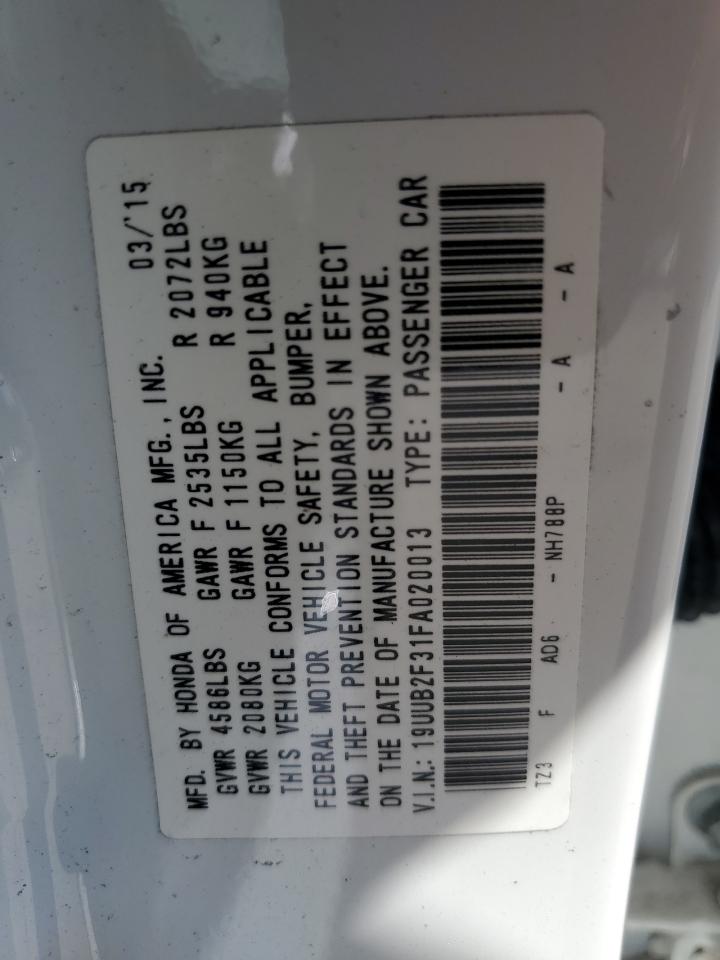 MFD. BY HONDA OF AMERICA MFG., INC. 03/'15
GVWR 4586LBS GAWR F 2535LBS R 2072LBS
GVWR 2080KG GAWR F 1150KG R 940KG
THIS VEHICLE CONFORMS TO ALL APPLICABLE
FEDERAL MOTOR VEHICLE SAFETY, BUMPER,
AND THEFT PREVENTION STANDARDS IN EFFECT
ON THE DATE OF MANUFACTURE SHOWN ABOVE.
V.I.N.: 19UUB2F31FA020013 TYPE: PASSENGER CAR
TZ3 F AD6 - NH788P - A - A